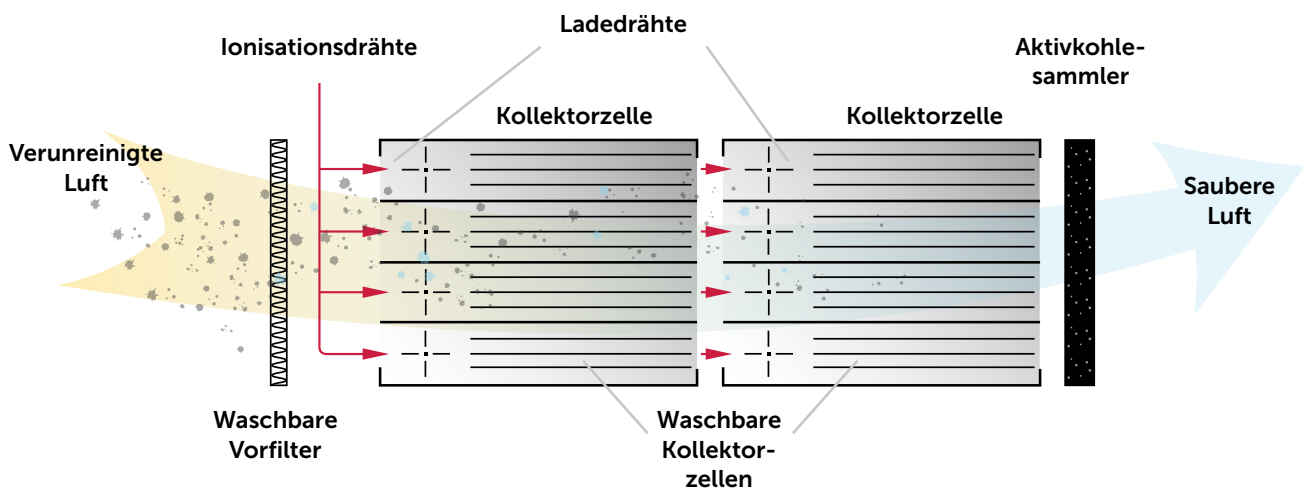 Ladedrähte
Ionisationsdrähte
Aktivkohle-
sammler
Kollektorzelle
Kollektorzelle
Verunreinigte
Luft
Saubere
Luft
Waschbare
Vorfilter
Waschbare
Kollektor-
zellen